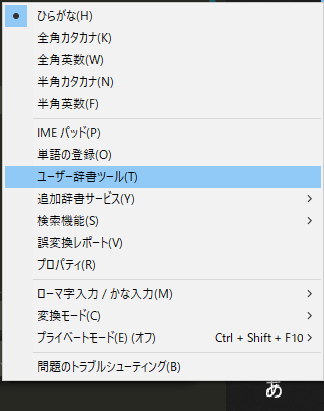 ひらがな(H)
全角カタカナ(K)
全角英数(W)
半角カタカナ(N)
半角英数(F)
IME パッド(P)
単語の登録(O)
ユーザー辞書ツール(T)
追加辞書サービス(Y)
検索機能(S)
誤変換レポート(V)
プロパティ(R)
ローマ字入力 / かな入力(M)
変換モード(C)
プライベートモード(E) (オフ) Ctrl + Shift + F10
問題のトラブルシューティング(B)
あ